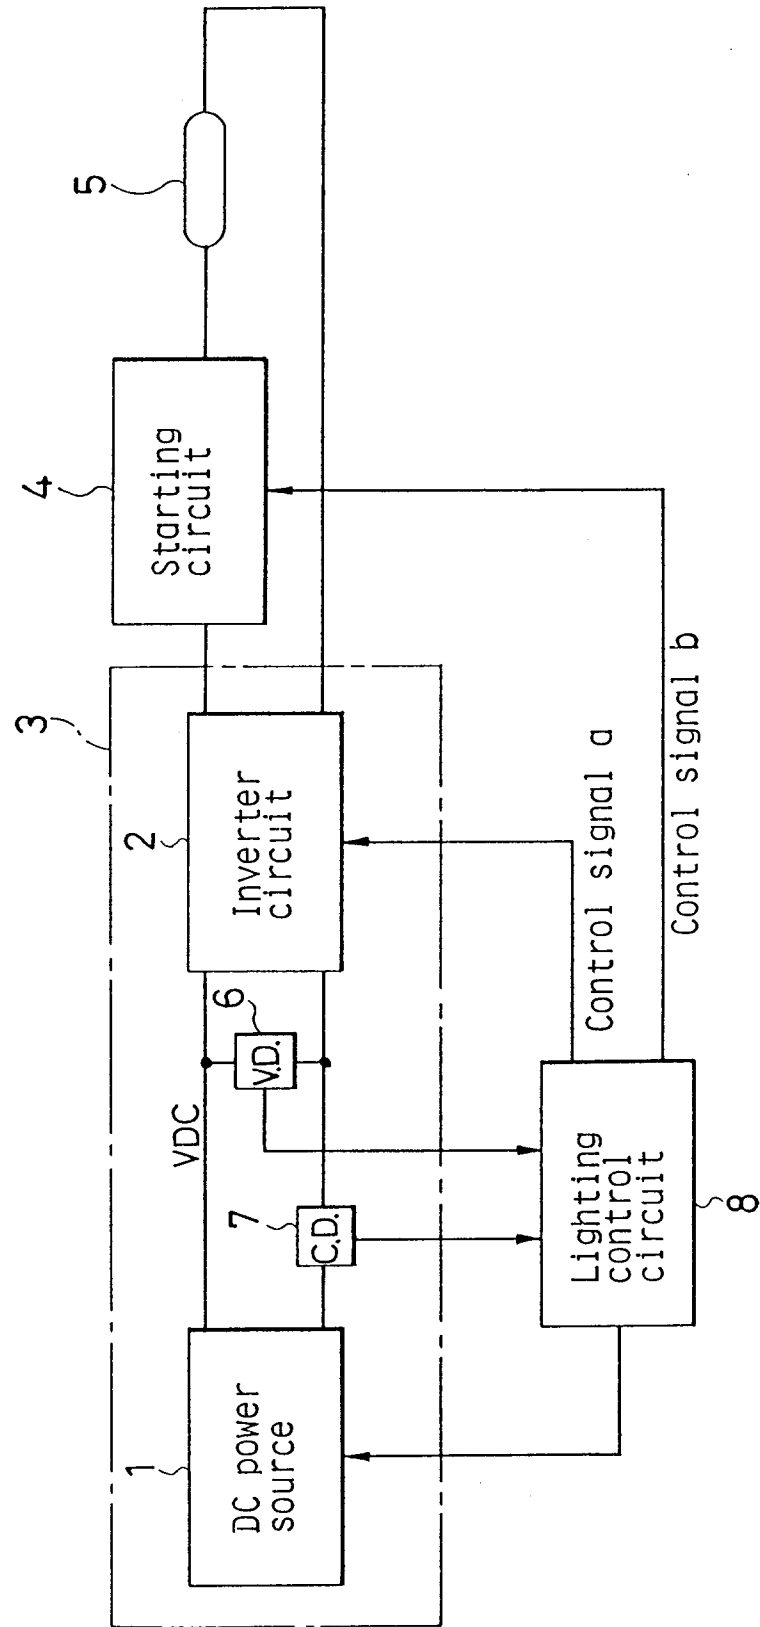 3
1
DC power
source
VDC
7
C.D.
6
V.D.
2
Inverter
circuit
4
Starting
circuit
5
Lighting
control
circuit
8
Control signal a
Control signal b